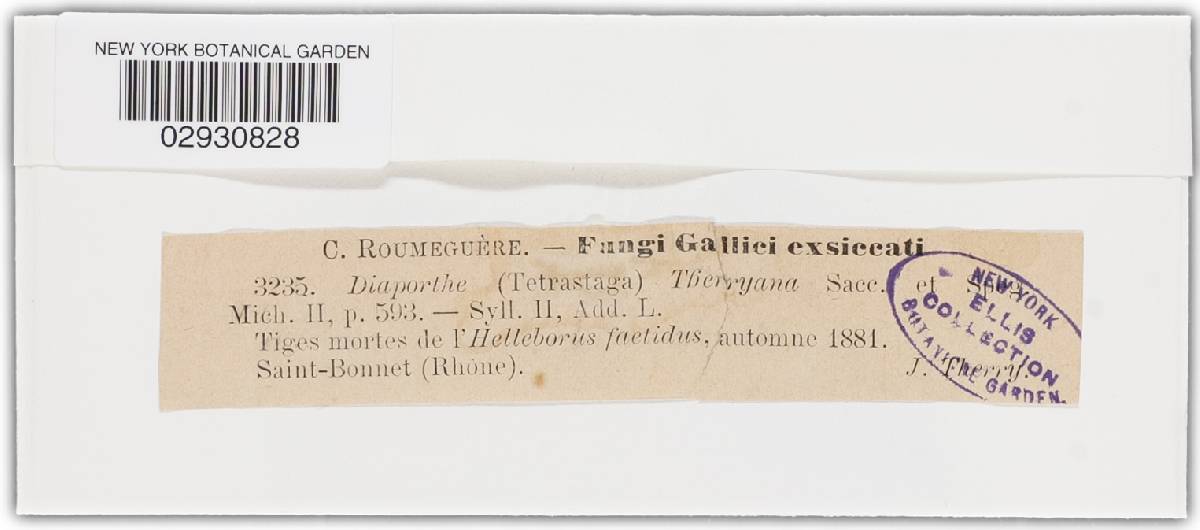 NEW YORK BOTANICAL GARDEN
02930828
C. ROUMEGUÈRE. — Fungi Gallici exsiccati
3235. Diaporthe (Tetrastaga) Therryana Sacc. et
Mich. II, p. 593. — Syll. II, Add. L.
Tiges mortes de l'Helleborus faetidus, automne 1881.
Saint-Bonnet (Rhône). J. Therry.
NEW YORK
ELLIS
COLLECTION
BOTANICAL GARDEN.